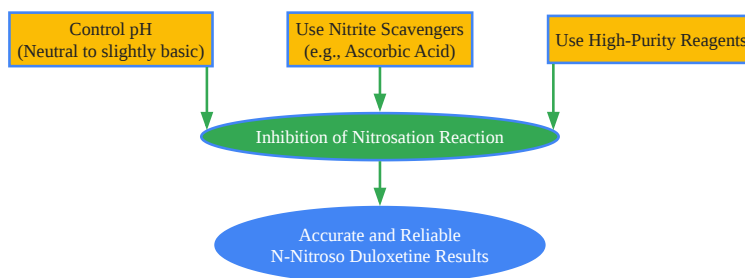 Control pH
(Neutral to slightly basic)
Use Nitrite Scavengers
(e.g., Ascorbic Acid)
Use High-Purity Reagents
Inhibition of Nitrosation Reaction
Accurate and Reliable
N-Nitroso Duloxetine Results